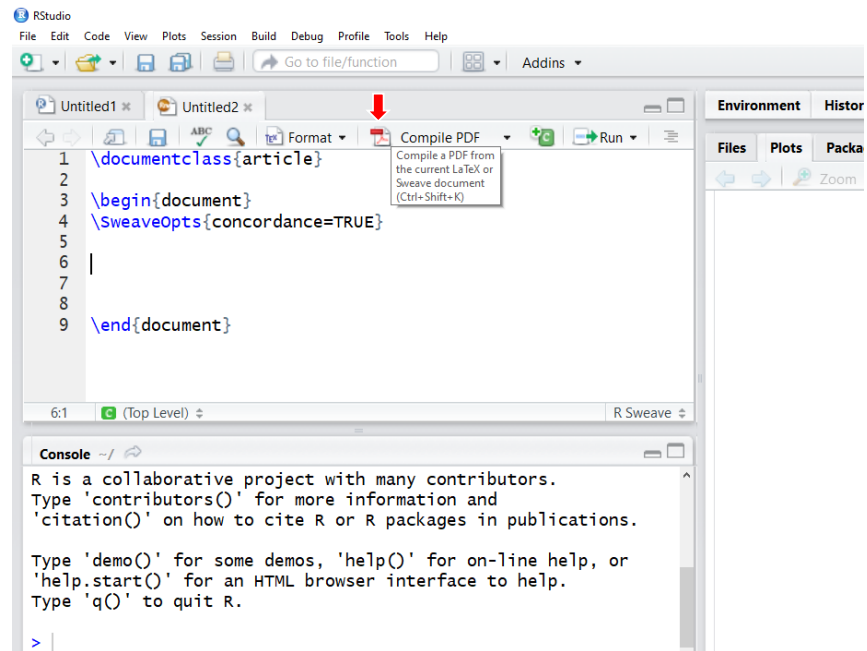 RStudio
File Edit Code View Plots Session Build Debug Profile Tools Help
Go to file/function Addins
Untitled1 × Untitled2 ×
ABC TEX Format Compile PDF C Run
Compile a PDF from
the current LaTeX or
Sweave document
(Ctrl+Shift+K)
1 \documentclass{article}
2
3 \begin{document}
4 \SweaveOpts{concordance=TRUE}
5
6
7
8
9 \end{document}
6:1 C (Top Level) R Sweave
Console ~/
R is a collaborative project with many contributors.
Type 'contributors()' for more information and
'citation()' on how to cite R or R packages in publications.
Type 'demo()' for some demos, 'help()' for on-line help, or
'help.start()' for an HTML browser interface to help.
Type 'q()' to quit R.
>
Environment Histor
Files Plots Packa
Zoom